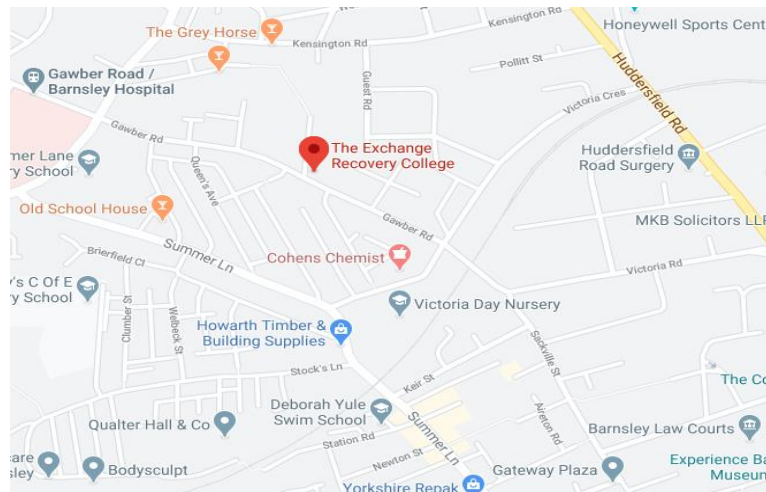 Kensington Rd
Honeywell Sports Cent
The Grey Horse
Kensington Rd
Pollitt St
Gawber Road /
Barnsley Hospital
Guest Rd
Huddersfield Rd
Victoria Cres
Gawber Rd
The Exchange
Recovery College
Huddersfield
Road Surgery
mer Lane
ry School
Queen's Ave
Old School House
MKB Solicitors LLP
Gawber Rd
Summer Ln
Brierfield Cl
Cohens Chemist
Victoria Rd
y's C Of E
ry School
Clumber St
Welbeck St
Victoria Day Nursery
Howarth Timber &
Building Supplies
Sackville St
Stock's Ln
Keir St
The Co
Deborah Yule
Swim School
Summer Ln
Aireton Rd
Qualter Hall & Co
Station Rd
Barnsley Law Courts
care
sley
Bodysculpt
Newton St
Gateway Plaza
Experience Ba
Museum
Yorkshire Repak